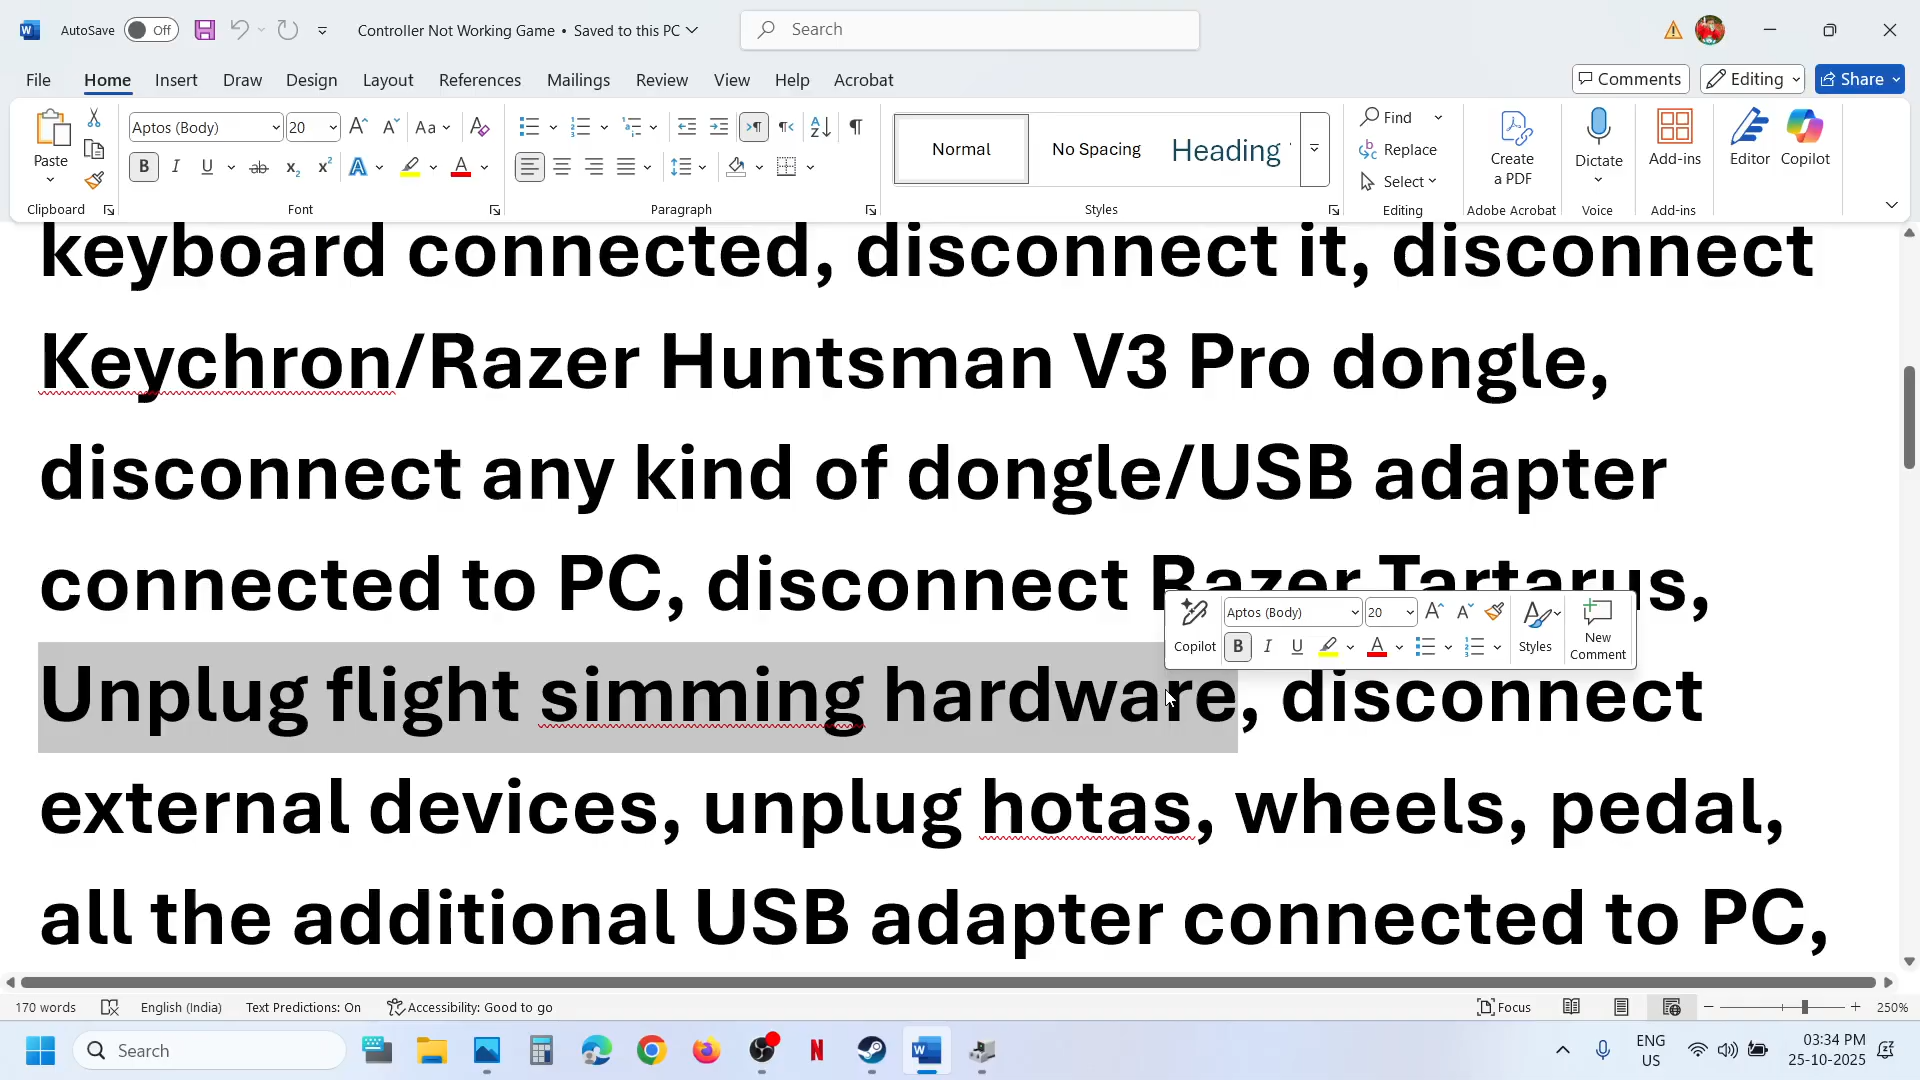 AutoSave Off Controller Not Working Game • Saved to this PC Search
File Home Insert Draw Design Layout References Mailings Review View Help Acrobat Comments Editing Share
Paste Aptos (Body) 20 Normal No Spacing Heading Find Replace Select Create a PDF Dictate Add-ins Editor Copilot
Clipboard Font Paragraph Styles Editing Adobe Acrobat Voice Add-ins
keyboard connected, disconnect it, disconnect
Keychron/Razer Huntsman V3 Pro dongle,
disconnect any kind of dongle/USB adapter
connected to PC, disconnect Razer Tartarus,
Aptos (Body) 20
Copilot Styles New Comment
Unplug flight simming hardware, disconnect
external devices, unplug hotas, wheels, pedal,
all the additional USB adapter connected to PC,
170 words English (India) Text Predictions: On Accessibility: Good to go Focus 250%
Search ENG US 03:34 PM 25-10-2025